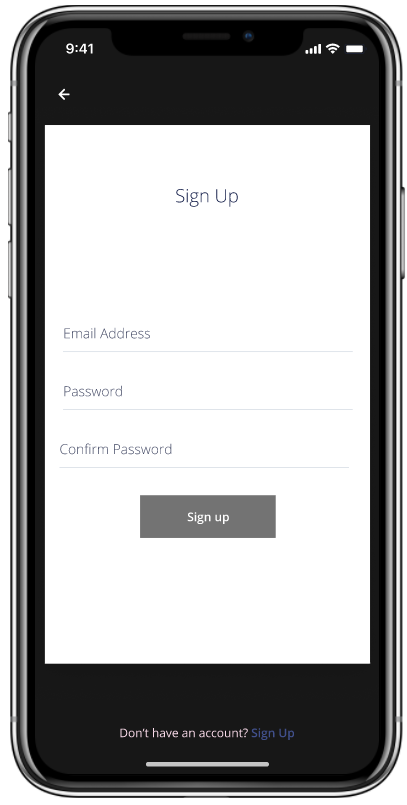 9:41
Sign Up
Email Address
Password
Confirm Password
Sign up
Don't have an account? Sign Up